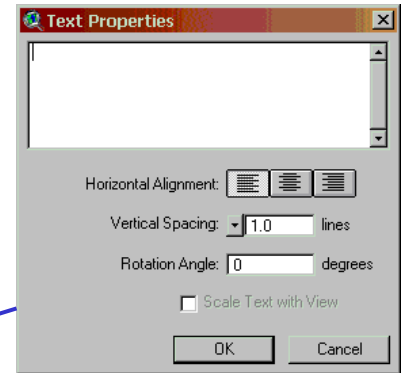 Text Properties
Horizontal Alignment:
Vertical Spacing: 1.0 lines
Rotation Angle: 0 degrees
Scale Text with View
OK Cancel